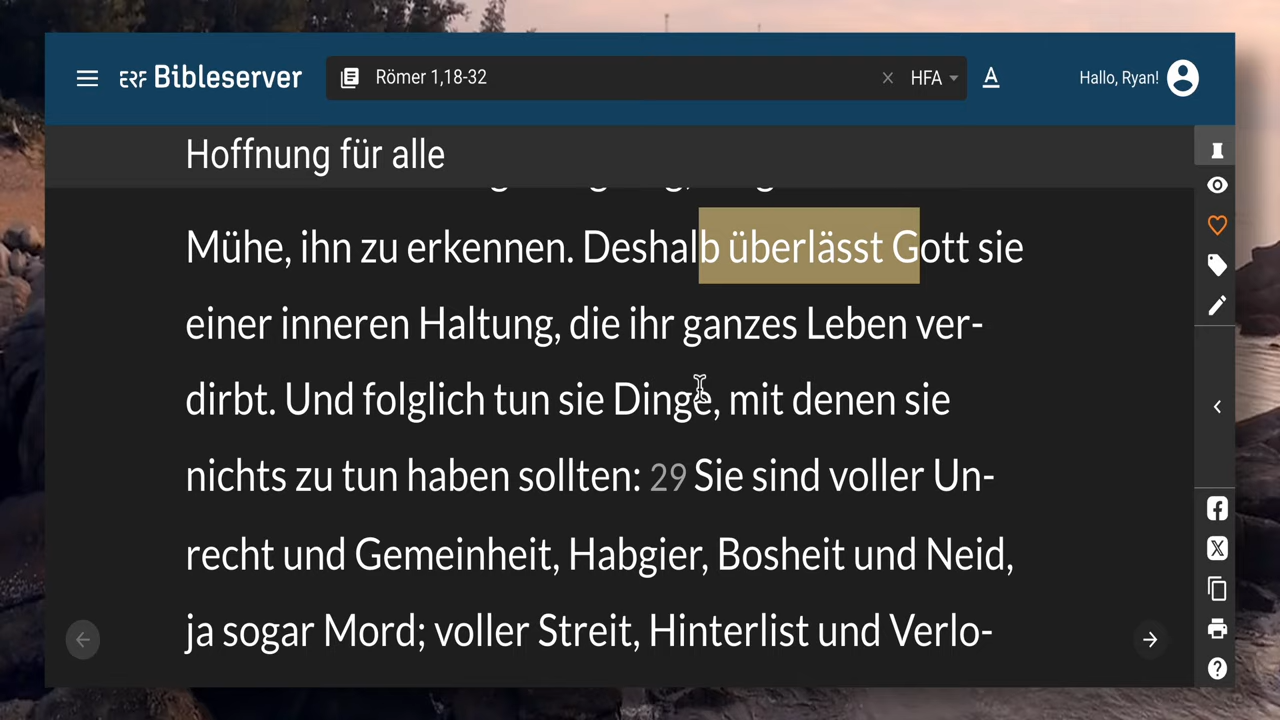 ERF Bibleserver
Römer 1,18-32
HFA
A
Hallo, Ryan!
Hoffnung für alle
Mühe, ihn zu erkennen. Deshalb überlässt Gott sie
einer inneren Haltung, die ihr ganzes Leben ver-
dirbt. Und folglich tun sie Dinge, mit denen sie
nichts zu tun haben sollten: 29 Sie sind voller Un-
recht und Gemeinheit, Habgier, Bosheit und Neid,
ja sogar Mord; voller Streit, Hinterlist und Verlo-